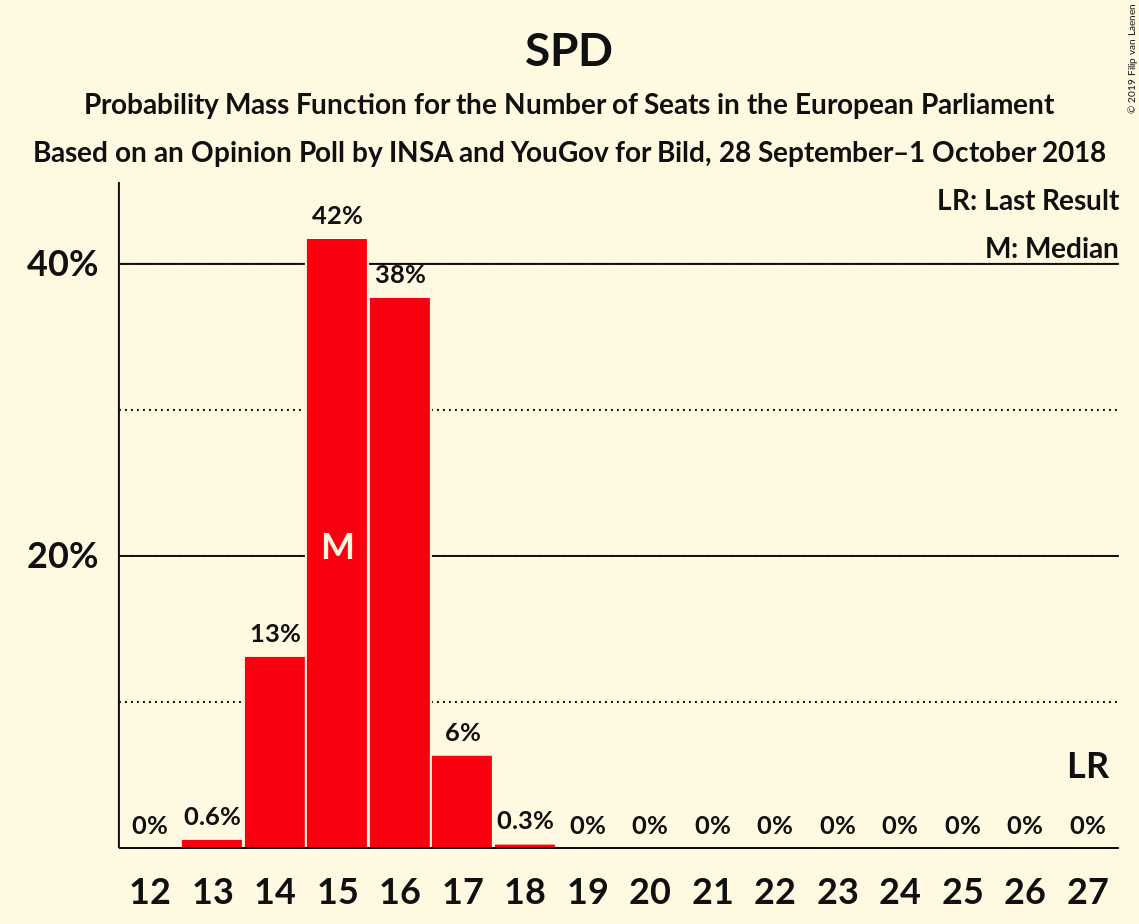 SPD
Probability Mass Function for the Number of Seats in the European Parliament
Based on an Opinion Poll by INSA and YouGov for Bild, 28 September–1 October 2018
© 2019 Filip van Laenen
LR: Last Result
M: Median
42%
40%
38%
M
20%
13%
6%
LR
0% 0.6% 0.3% 0% 0% 0% 0% 0% 0% 0% 0% 0%
12 13 14 15 16 17 18 19 20 21 22 23 24 25 26 27